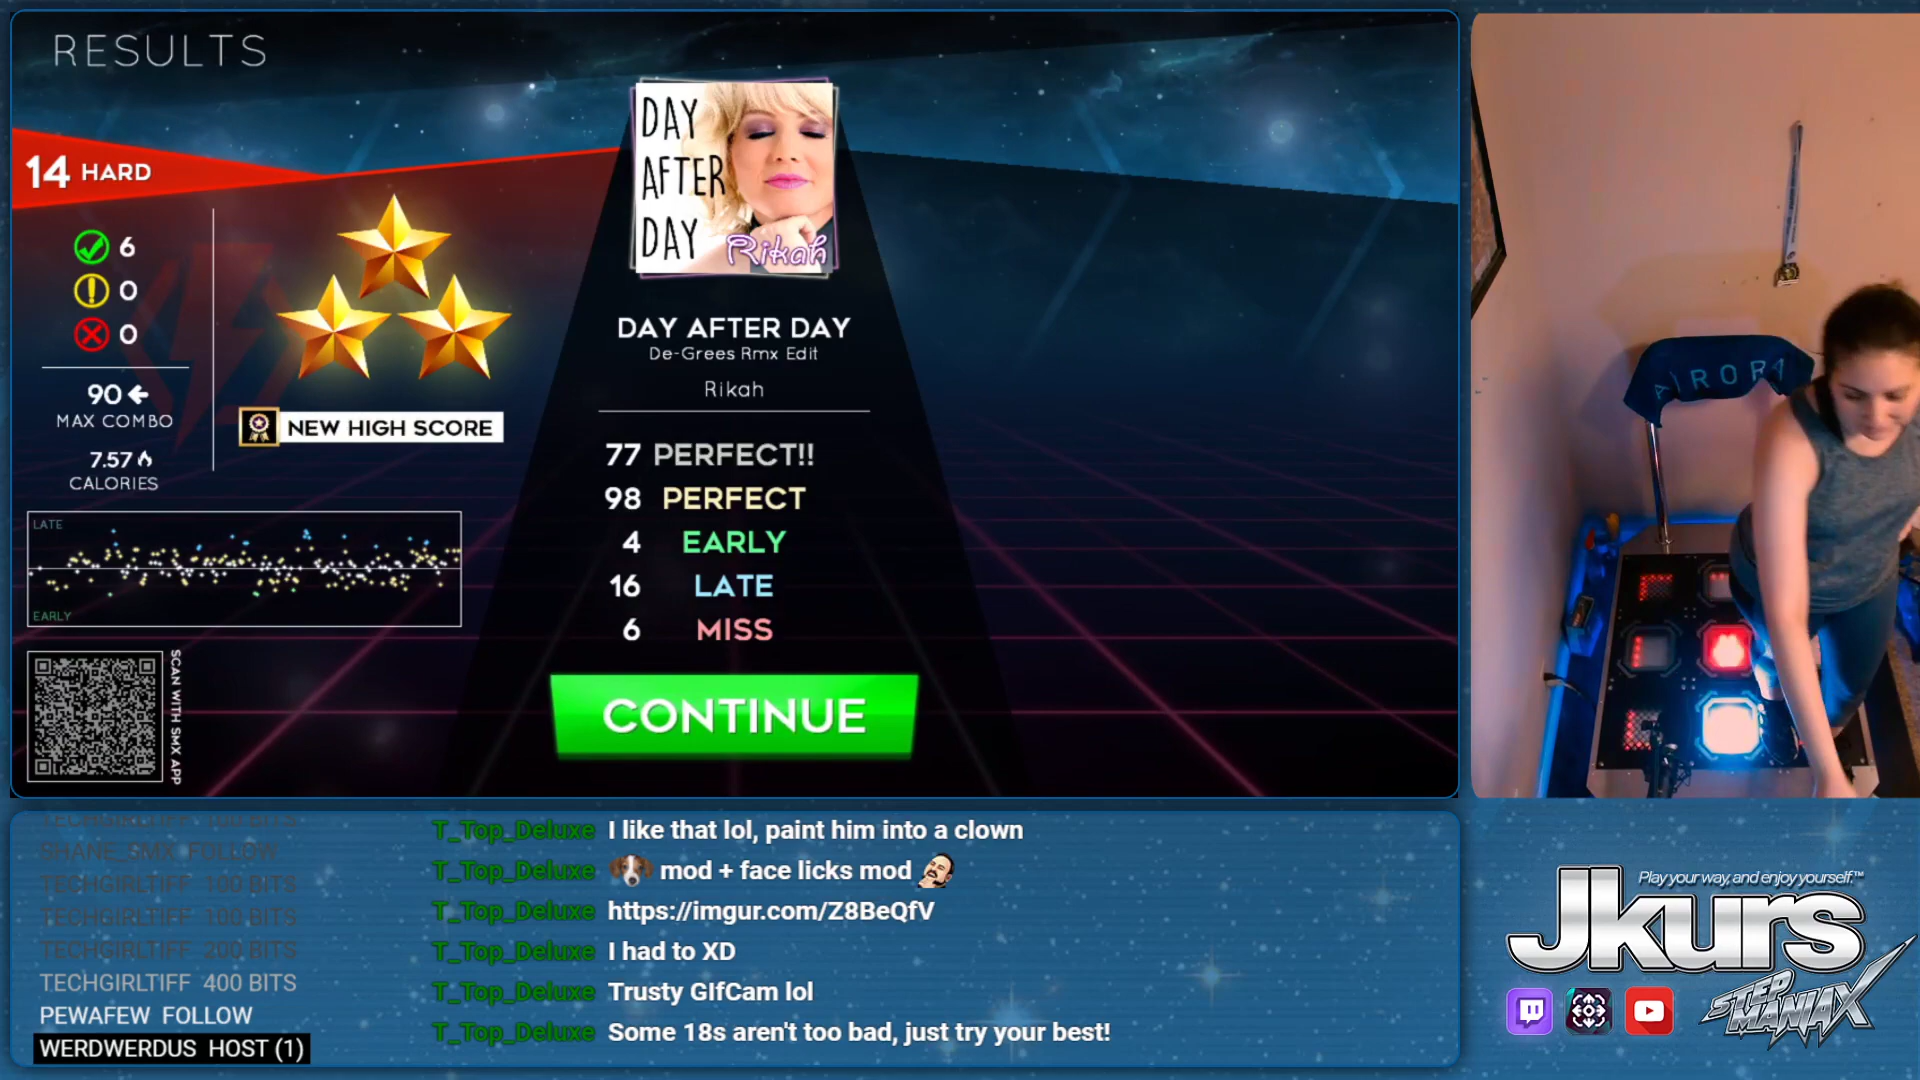 RESULTS
14 HARD
6
0
0
90
MAX COMBO
7.57
CALORIES
NEW HIGH SCORE
LATE
EARLY
SCAN WITH SMX APP
DAY
AFTER
DAY
Rikah
DAY AFTER DAY
De-Grees Rmx Edit
Rikah
77 PERFECT!!
98 PERFECT
4 EARLY
16 LATE
6 MISS
CONTINUE
TECHGIRLTIFF 100 BITS
SHANE_SMX FOLLOW
TECHGIRLTIFF 100 BITS
TECHGIRLTIFF 100 BITS
TECHGIRLTIFF 200 BITS
TECHGIRLTIFF 400 BITS
PEWAFEW FOLLOW
WERDWERDUS HOST (1)
T_Top_Deluxe I like that lol, paint him into a clown
T_Top_Deluxe mod + face licks mod
T_Top_Deluxe https://imgur.com/Z8BeQfV
T_Top_Deluxe I had to XD
T_Top_Deluxe Trusty GIfCam lol
T_Top_Deluxe Some 18s aren't too bad, just try your best!
Play your way, and enjoy yourself.™
Jkurs
STEPMANIAX